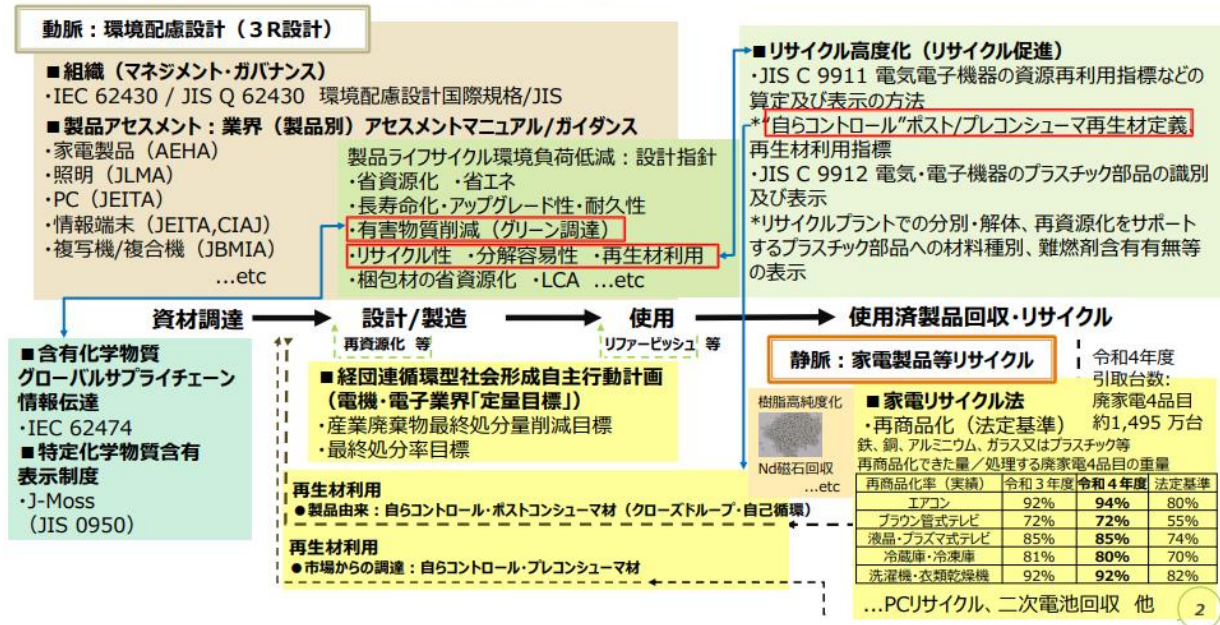 動脈：環境配慮設計（３Ｒ設計）
■組織（マネジメント・ガバナンス）
・IEC 62430 / JIS Q 62430 環境配慮設計国際規格/JIS
■製品アセスメント：業界（製品別）アセスメントマニュアル/ガイダンス
・家電製品（AEHA）
・照明（JLMA）
・PC（JEITA）
・情報端末（JEITA,CIAJ）
・複写機/複合機（JBMIA）
…etc
製品ライフサイクル環境負荷低減：設計指針
・省資源化 ・省エネ
・長寿命化・アップグレード性・耐久性
・有害物質削減（グリーン調達）
・リサイクル性 ・分解容易性 ・再生材利用
・梱包材の省資源化 ・LCA …etc
■リサイクル高度化（リサイクル促進）
・JIS C 9911 電気電子機器の資源再利用指標などの
算定及び表示の方法
*“自らコントロール”ポスト/プレコンシューマ再生材定義、
再生材利用指標
・JIS C 9912 電気・電子機器のプラスチック部品の識別
及び表示
*リサイクルプラントでの分別・解体、再資源化をサポート
するプラスチック部品への材料種別、難燃剤含有有無等
の表示
資材調達
設計/製造
使用
使用済製品回収・リサイクル
再資源化 等
リファービッシュ 等
■含有化学物質
グローバルサプライチェーン
情報伝達
・IEC 62474
■特定化学物質含有
表示制度
・J-Moss
（JIS 0950）
■経団連循環型社会形成自主行動計画
（電機・電子業界「定量目標」）
・産業廃棄物最終処分量削減目標
・最終処分率目標
再生材利用
●製品由来：自らコントロール・ポストコンシューマ材（クローズドループ・自己循環）
再生材利用
●市場からの調達：自らコントロール・プレコンシューマ材
静脈：家電製品等リサイクル
令和4年度
引取台数:
廃家電4品目
約1,495 万台
樹脂高純度化
Nd磁石回収
…etc
■家電リサイクル法
・再商品化（法定基準）
鉄、銅、アルミニウム、ガラス又はプラスチック等
再商品化できた量／処理する廃家電4品目の重量
再商品化率（実績） 令和３年度 令和４年度 法定基準
エアコン 92% 94% 80%
ブラウン管式テレビ 72% 72% 55%
液晶・プラズマ式テレビ 85% 85% 74%
冷蔵庫・冷凍庫 81% 80% 70%
洗濯機・衣類乾燥機 92% 92% 82%
…PCリサイクル、二次電池回収 他
2